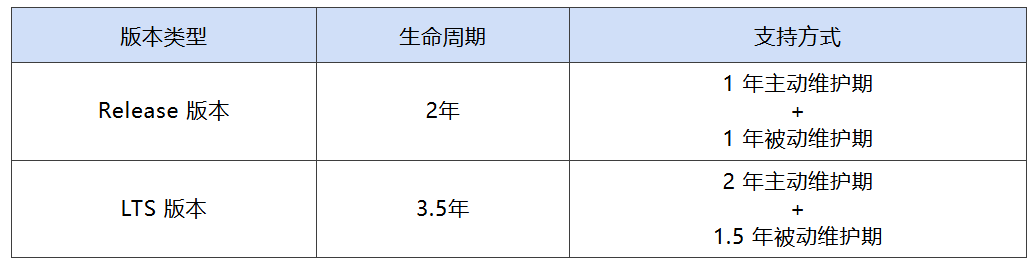 版本类型
生命周期
支持方式
Release 版本
2年
1 年主动维护期
+
1 年被动维护期
LTS 版本
3.5年
2 年主动维护期
+
1.5 年被动维护期